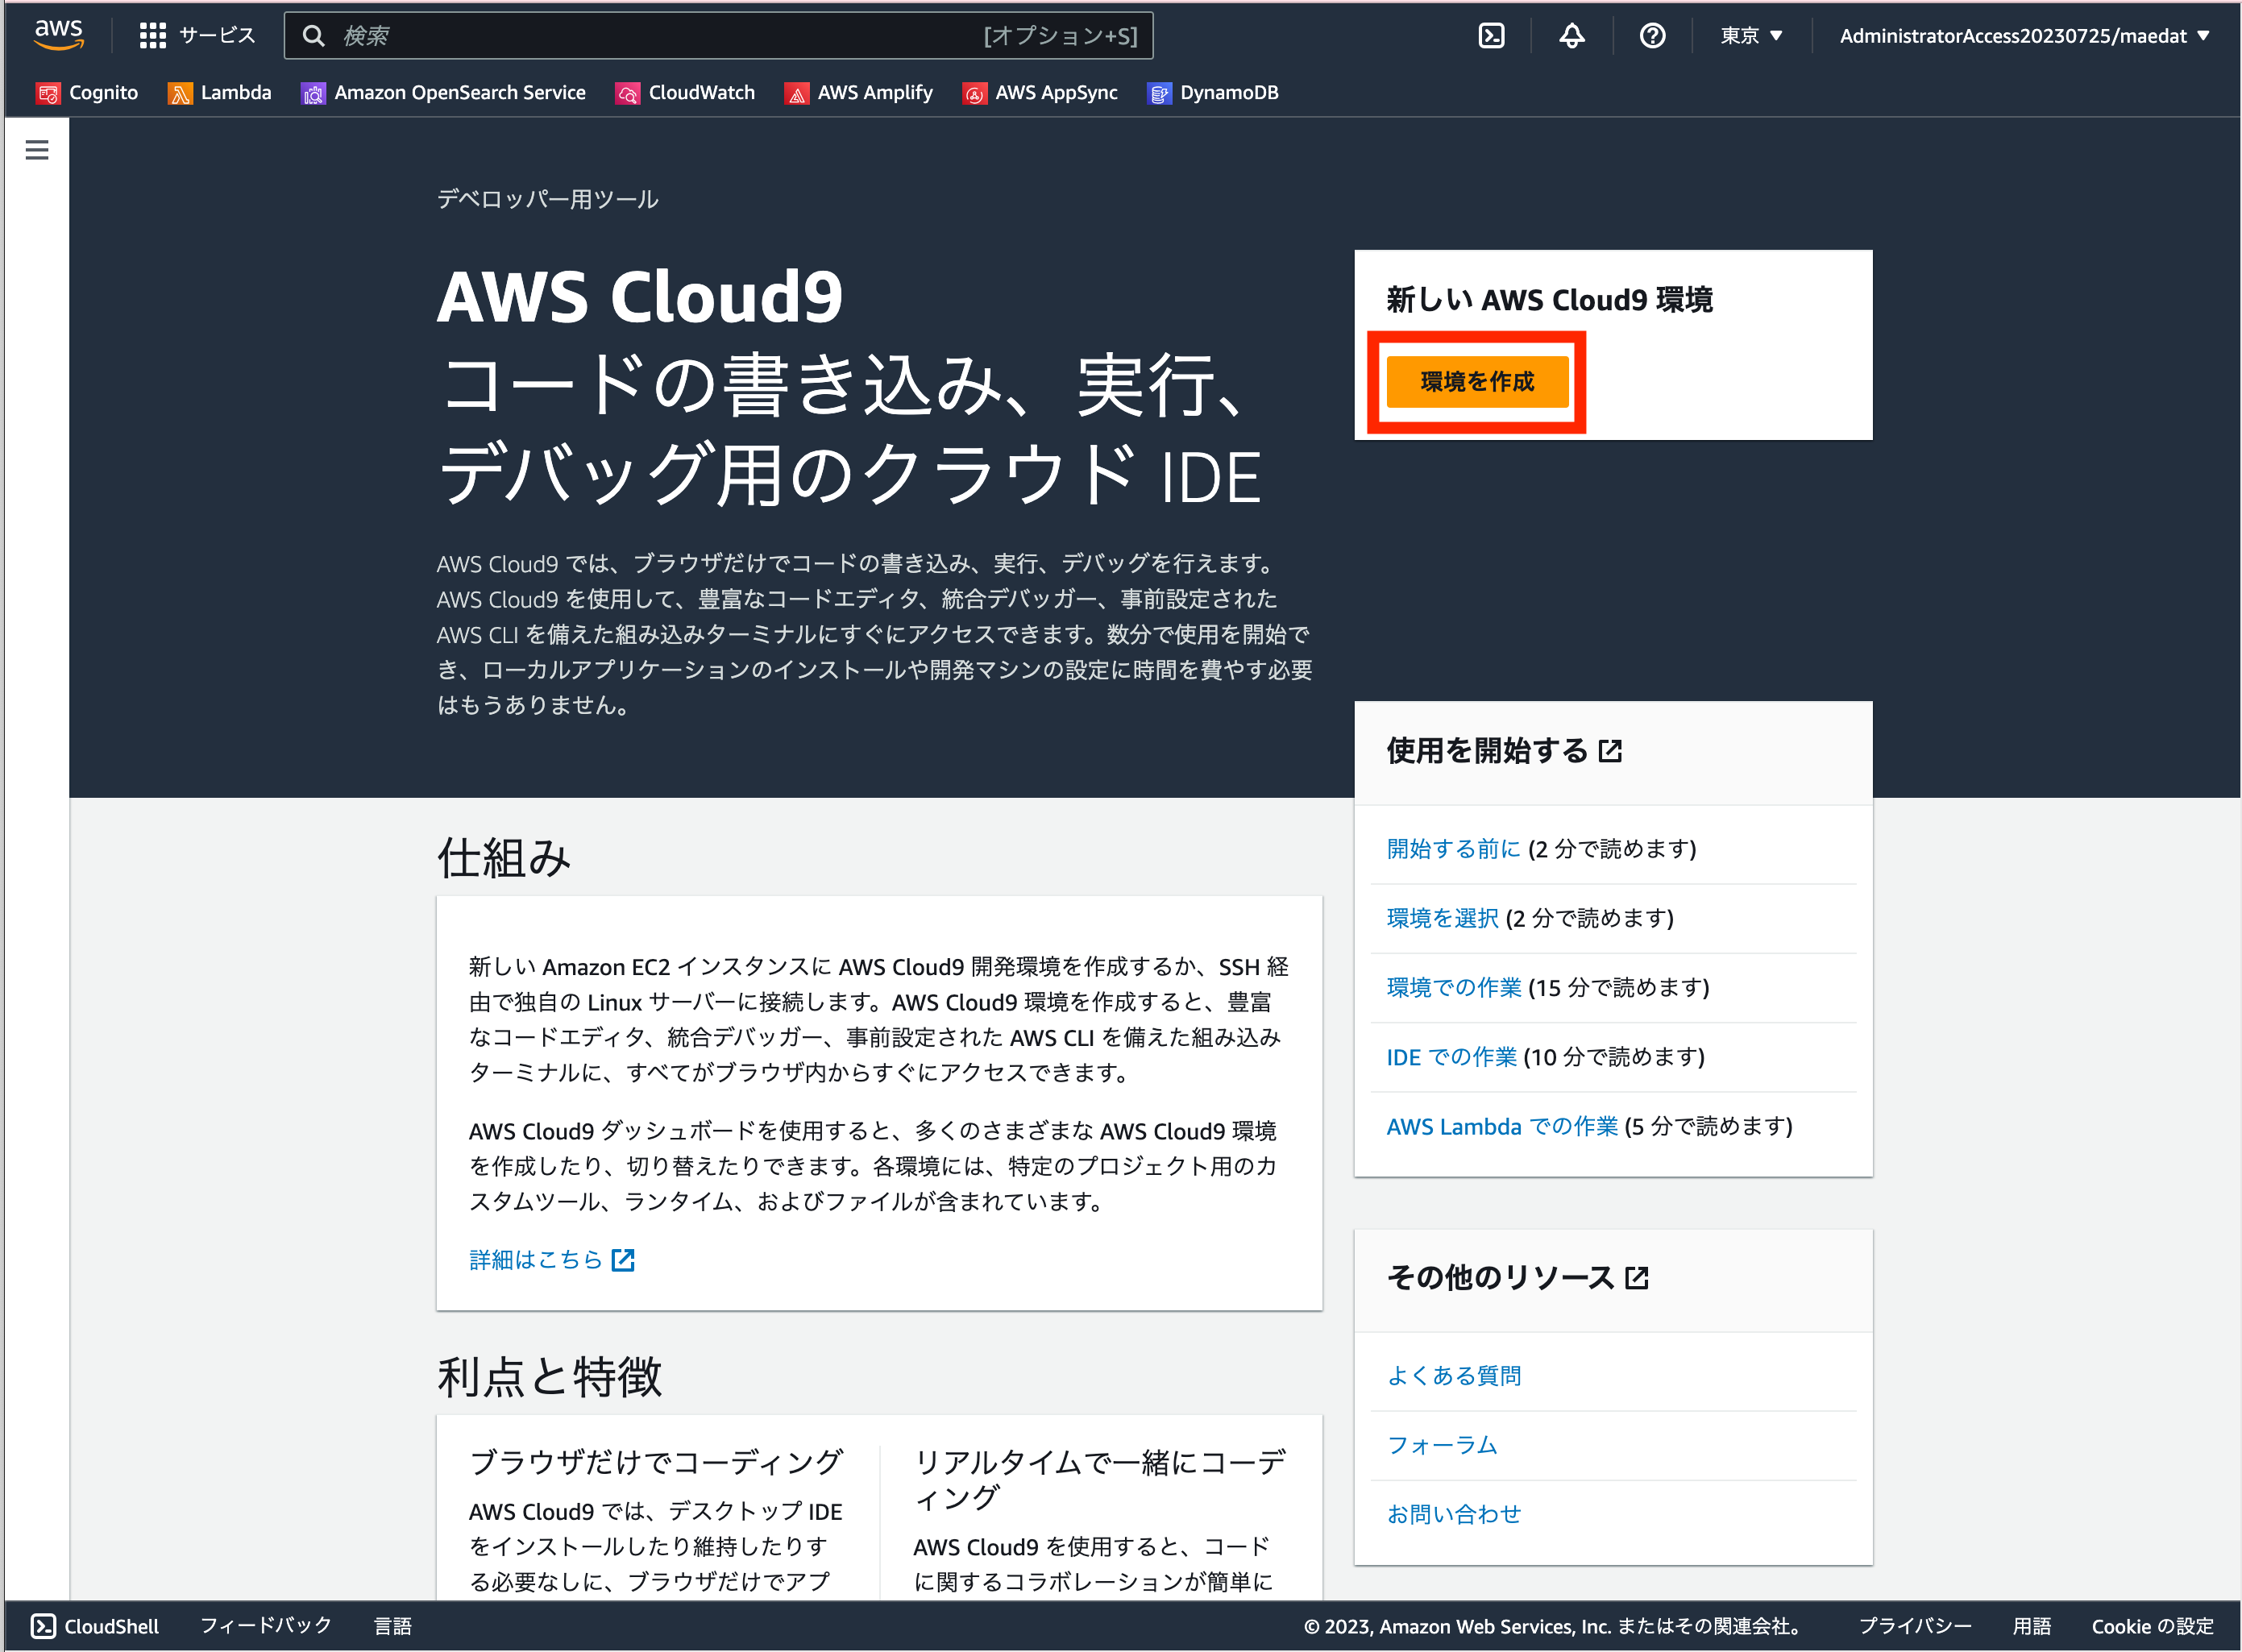 aws
サービス
検索
[オプション+S]
東京 ▼
AdministratorAccess20230725/maedat ▼
Cognito
Lambda
Amazon OpenSearch Service
CloudWatch
AWS Amplify
AWS AppSync
DynamoDB
デベロッパー用ツール
AWS Cloud9
コードの書き込み、実行、
デバッグ用のクラウド IDE
AWS Cloud9 では、ブラウザだけでコードの書き込み、実行、デバッグを行えます。
AWS Cloud9 を使用して、豊富なコードエディタ、統合デバッガー、事前設定された
AWS CLI を備えた組み込みターミナルにすぐにアクセスできます。数分で使用を開始で
き、ローカルアプリケーションのインストールや開発マシンの設定に時間を費やす必要
はもうありません。
新しい AWS Cloud9 環境
環境を作成
使用を開始する
開始する前に (2 分で読めます)
環境を選択 (2 分で読めます)
環境での作業 (15 分で読めます)
IDE での作業 (10 分で読めます)
AWS Lambda での作業 (5 分で読めます)
仕組み
新しい Amazon EC2 インスタンスに AWS Cloud9 開発環境を作成するか、SSH 経
由で独自の Linux サーバーに接続します。AWS Cloud9 環境を作成すると、豊富
なコードエディタ、統合デバッガー、事前設定された AWS CLI を備えた組み込み
ターミナルに、すべてがブラウザ内からすぐにアクセスできます。
AWS Cloud9 ダッシュボードを使用すると、多くのさまざまな AWS Cloud9 環境
を作成したり、切り替えたりできます。各環境には、特定のプロジェクト用のカ
スタムツール、ランタイム、およびファイルが含まれています。
詳細はこちら
その他のリソース
よくある質問
フォーラム
お問い合わせ
利点と特徴
ブラウザだけでコーディング
AWS Cloud9 では、デスクトップ IDE
をインストールしたり維持したりす
る必要なしに、ブラウザだけでアプ
リアルタイムで一緒にコーデ
ィング
AWS Cloud9 を使用すると、コード
に関するコラボレーションが簡単に
CloudShell
フィードバック
言語
© 2023, Amazon Web Services, Inc. またはその関連会社。
プライバシー
用語
Cookie の設定